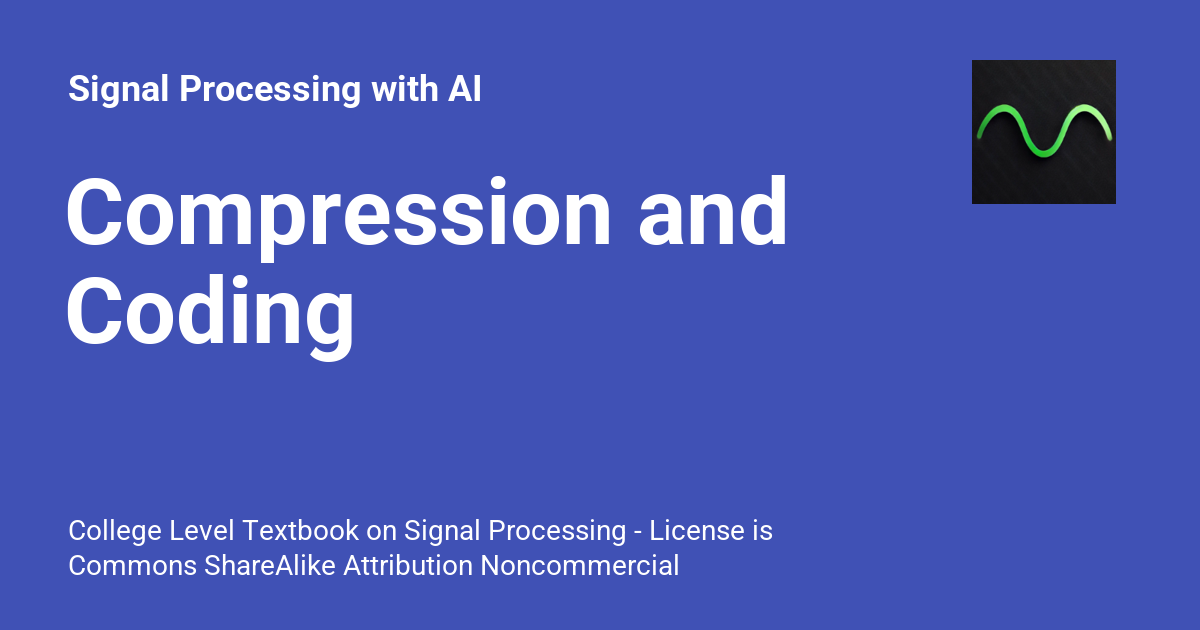 Signal Processing with AI
Compression and
Coding
College Level Textbook on Signal Processing - License is
Commons ShareAlike Attribution Noncommercial